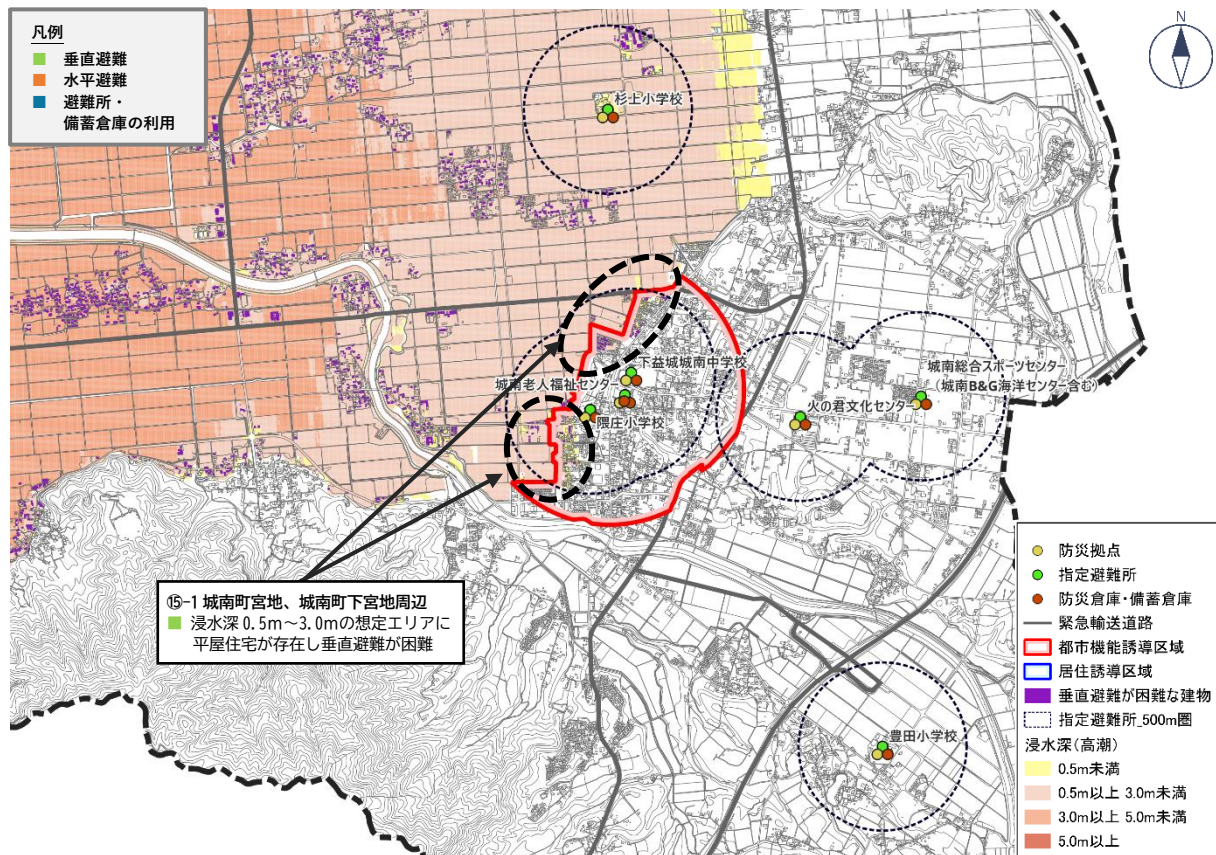 凡例
垂直避難
水平避難
避難所・
備蓄倉庫の利用
N
杉上小学校
下益城城南中学校
城南老人福祉センター
隈庄小学校
城南総合スポーツセンター
(城南B&G海洋センター含む)
火の君文化センター
⑮-1 城南町宮地、城南町下宮地周辺
浸水深0.5m~3.0mの想定エリアに
平屋住宅が存在し垂直避難が困難
豊田小学校
防災拠点
指定避難所
防災倉庫・備蓄倉庫
緊急輸送道路
都市機能誘導区域
居住誘導区域
垂直避難が困難な建物
指定避難所_500m圏
浸水深(高潮)
0.5m未満
0.5m以上 3.0m未満
3.0m以上 5.0m未満
5.0m以上